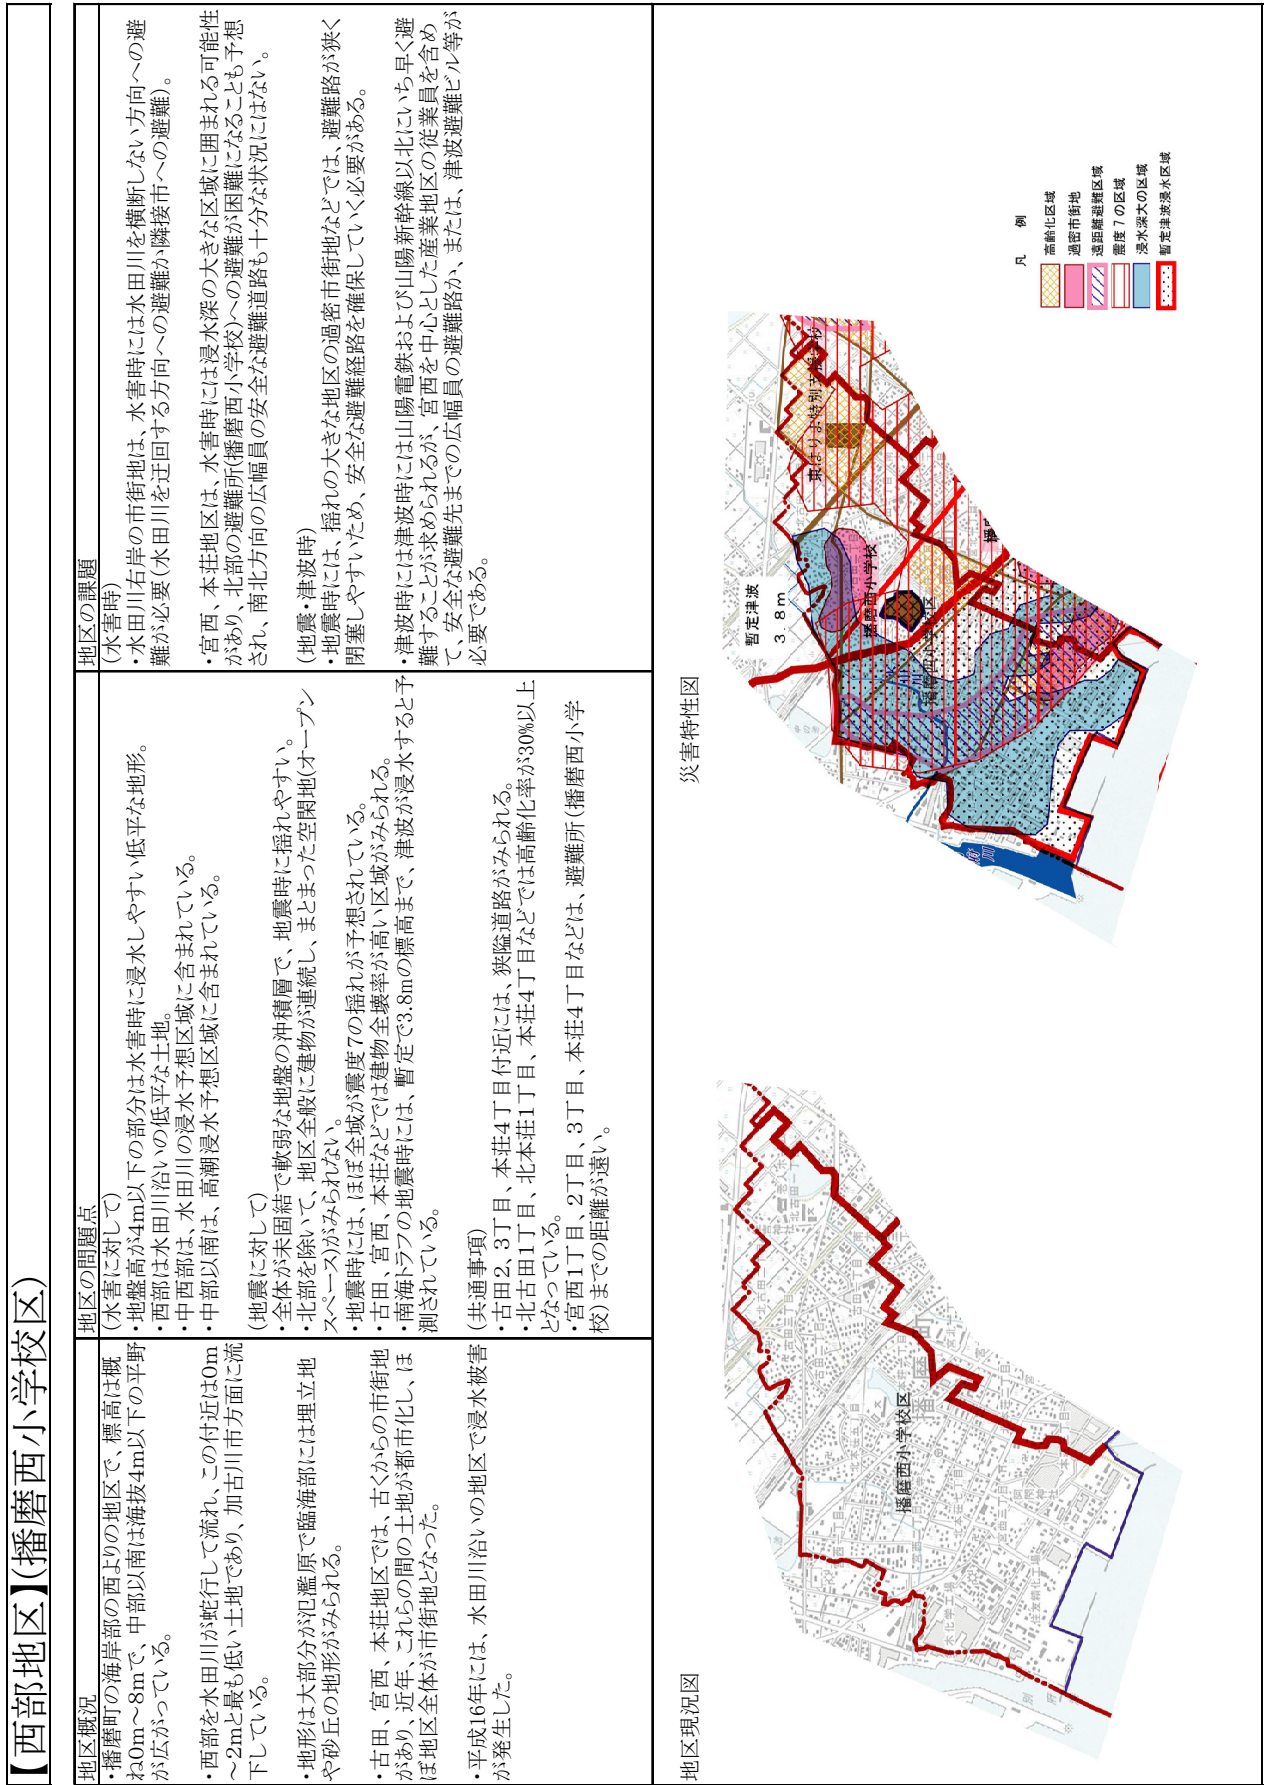 【西部地区】(播磨西小学校区)
地区概況
・播磨町の海岸部の西よりの地区で、標高は概
ね0m～8mで、中部以南は海抜4m以下の平野
が広がっている。
・西部を水田川が蛇行して流れ、この付近は0m
～2mと最も低い土地であり、加古川市方面に流
下している。
・地形は大部分が氾濫原で臨海部には埋立地
や砂丘の地形がみられる。
・古田、宮西、本荘地区では、古くからの市街地
があり、近年、これらの間の土地が都市化し、ほ
ぼ地区全体が市街地となった。
・平成16年には、水田川沿いの地区で浸水被害
が発生した。
地区の問題点
(水害に対して)
・地盤高が4m以下の部分は水害時に浸水しやすい低平な地形。
・西部は水田川沿いの低平な土地。
・中西部は、水田川の浸水予想区域に含まれている。
・中部以南は、高潮浸水予想区域に含まれている。
(地震に対して)
・全体が未固結で軟弱な地盤の沖積層で、地震時に揺れやすい。
・北部を除いて、地区全般に建物が連続し、まとまった空閑地(オープン
スペース)がみられない。
・地震時には、ほぼ全域が震度7の揺れが予想されている。
・古田、宮西、本荘などでは建物全壊率が高い区域がみられる。
・南海トラフの地震時には、暫定で3.8mの標高まで、津波が浸水すると予
測されている。
(共通事項)
・古田2、3丁目、本荘4丁目付近には、狭隘道路がみられる。
・北古田1丁目、北本荘1丁目、本荘4丁目などでは高齢化率が30%以上
となっている。
・宮西1丁目、2丁目、3丁目、本荘4丁目などは、避難所(播磨西小学
校)までの距離が遠い。
地区の課題
(水害時)
・水田川右岸の市街地は、水害時には水田川を横断しない方向への避
難が必要(水田川を迂回する方向への避難か隣接市への避難)。
・宮西、本荘地区は、水害時には浸水深の大きな区域に囲まれる可能性
があり、北部の避難所(播磨西小学校)への避難が困難になることも予想
され、南北方向の広幅員の安全な避難道路も十分な状況にはない。
(地震・津波時)
・地震時には、揺れの大きな地区の過密市街地などでは、避難路が狭く
閉塞しやすいため、安全な避難経路を確保していく必要がある。
・津波時には津波時には山陽電鉄および山陽新幹線以北にいち早く避
難することが求められるが、宮西を中心とした産業地区の従業員を含め
て、安全な避難先までの広幅員の避難路か、または、津波避難ビル等が
必要である。
地区現況図
播磨西小学校区
災害特性図
暫定津波
3.8m
東はりま特別支援学校
播磨西小学校
播磨西小学校区
凡 例
高齢化区域
過密市街地
遠距離避難区域
震度7の区域
浸水深大の区域
暫定津波浸水区域